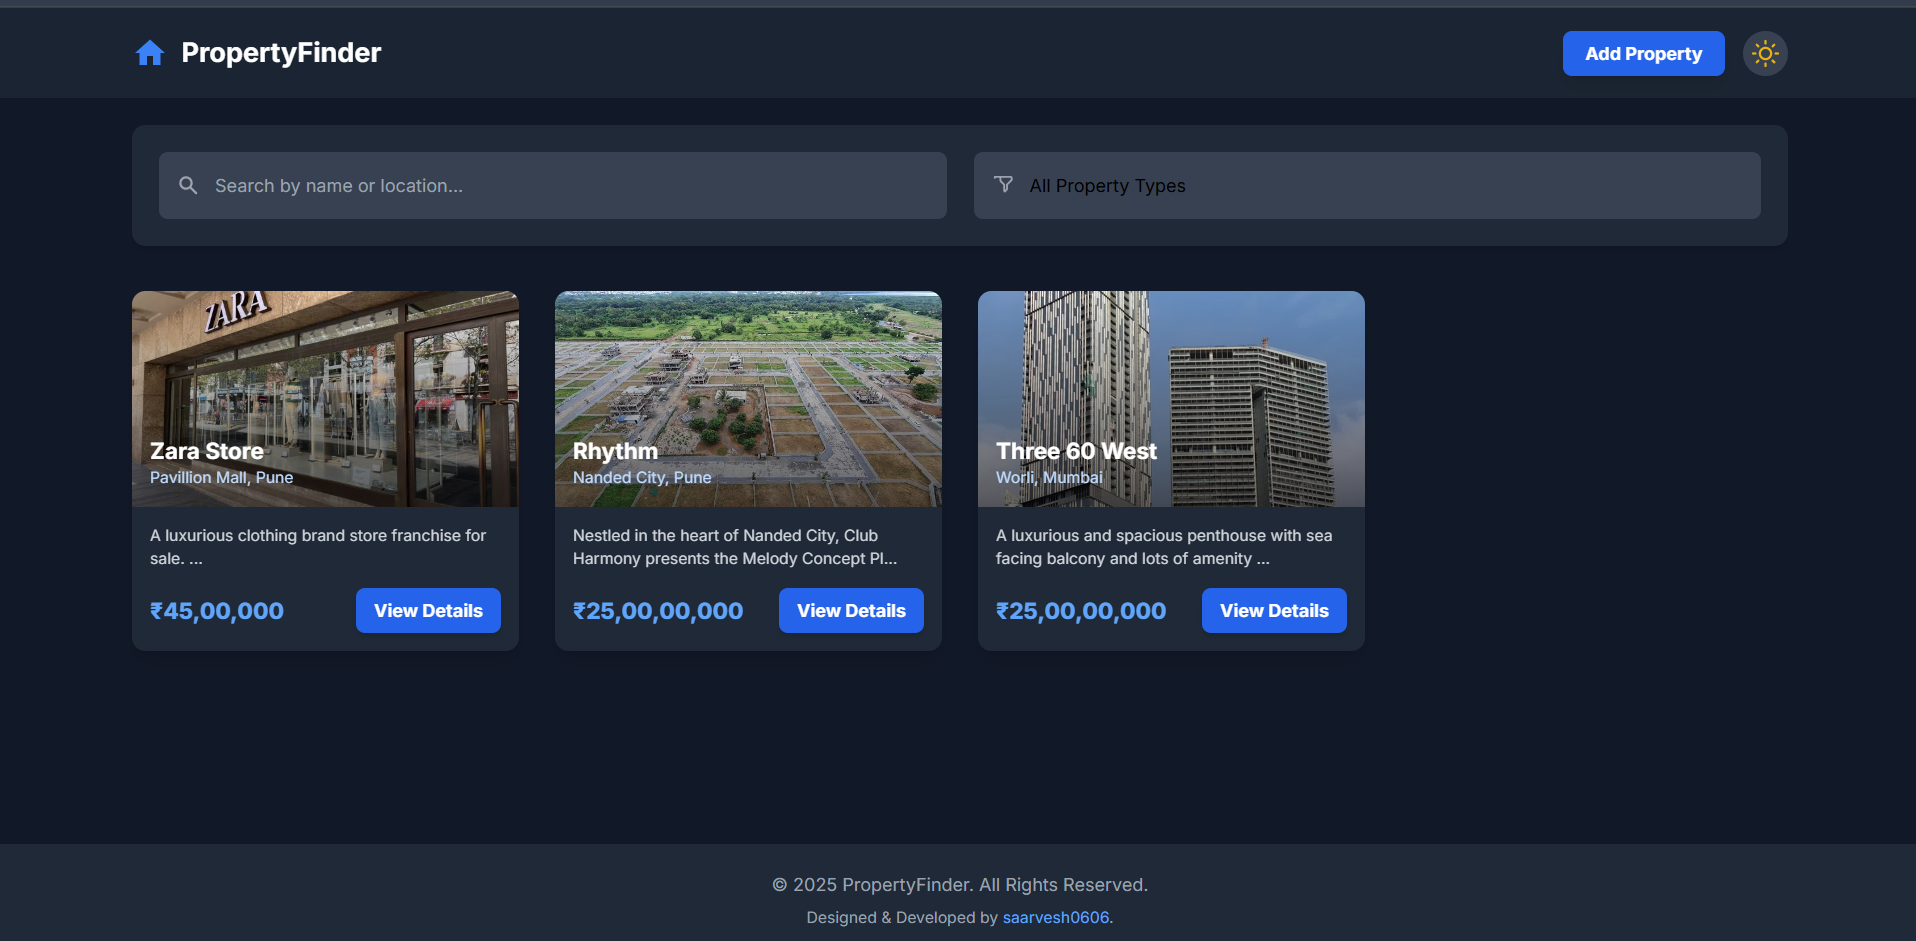 PropertyFinder
Add Property
Search by name or location...
All Property Types
ZARA
Zara Store
Pavillion Mall, Pune
A luxurious clothing brand store franchise for
sale. ...
₹45,00,000
View Details
Rhythm
Nanded City, Pune
Nestled in the heart of Nanded City, Club
Harmony presents the Melody Concept Pl...
₹25,00,00,000
View Details
Three 60 West
Worli, Mumbai
A luxurious and spacious penthouse with sea
facing balcony and lots of amenity ...
₹25,00,00,000
View Details
© 2025 PropertyFinder. All Rights Reserved.
Designed & Developed by saarvesh0606.